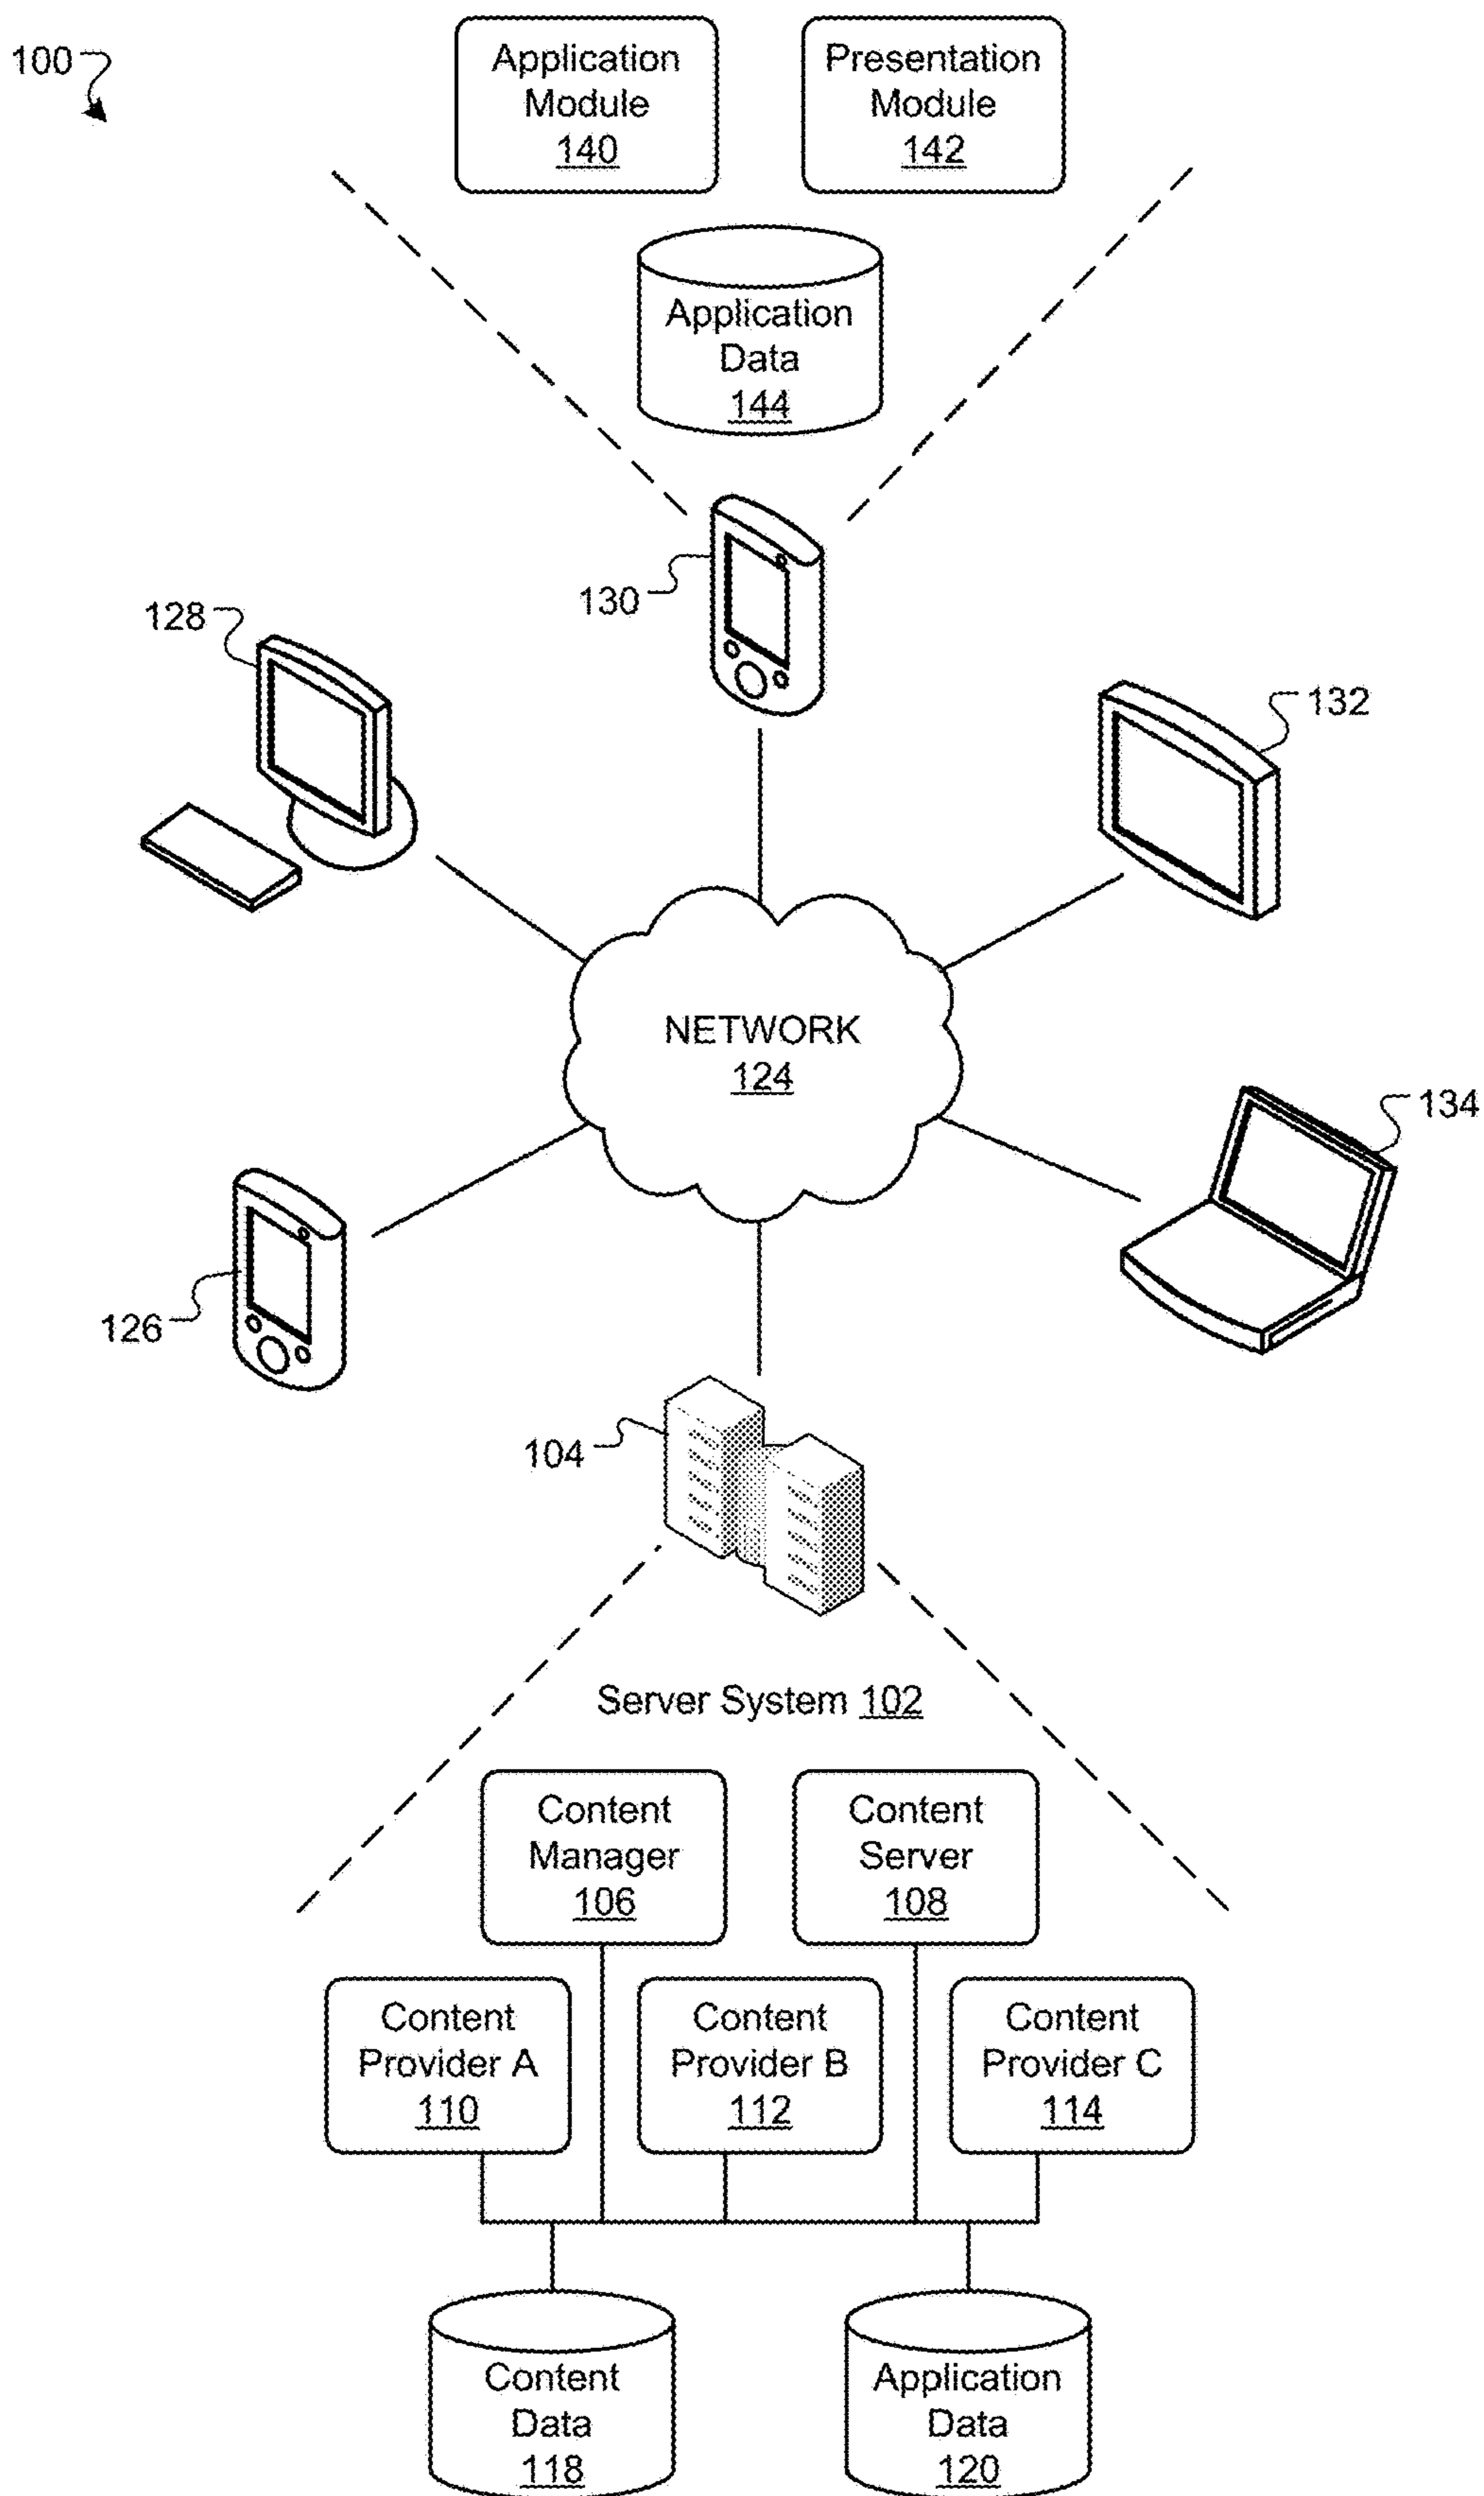 100
Application
Module
140
Presentation
Module
142
Application
Data
144
130
128
132
NETWORK
124
134
126
104
Server System 102
Content
Manager
106
Content
Server
108
Content
Provider A
110
Content
Provider B
112
Content
Provider C
114
Content
Data
118
Application
Data
120